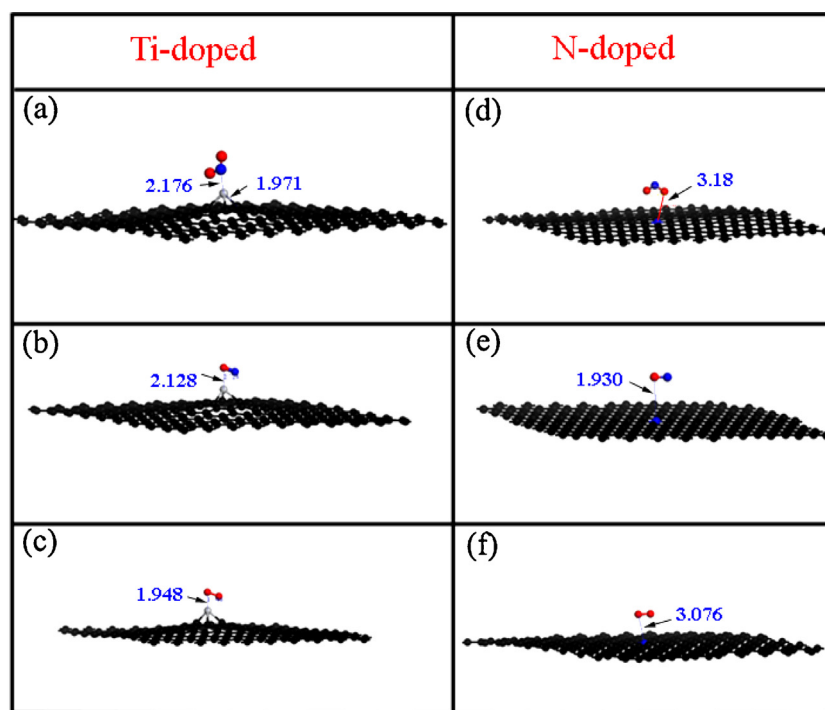 Ti-doped
N-doped
(a)
2.176
1.971
(d)
3.18
(b)
2.128
(e)
1.930
(c)
1.948
(f)
3.076